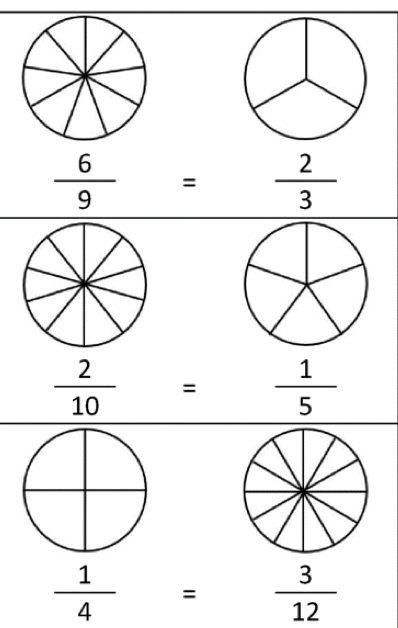 6/9 = 2/3
2/10 = 1/5
1/4 = 3/12